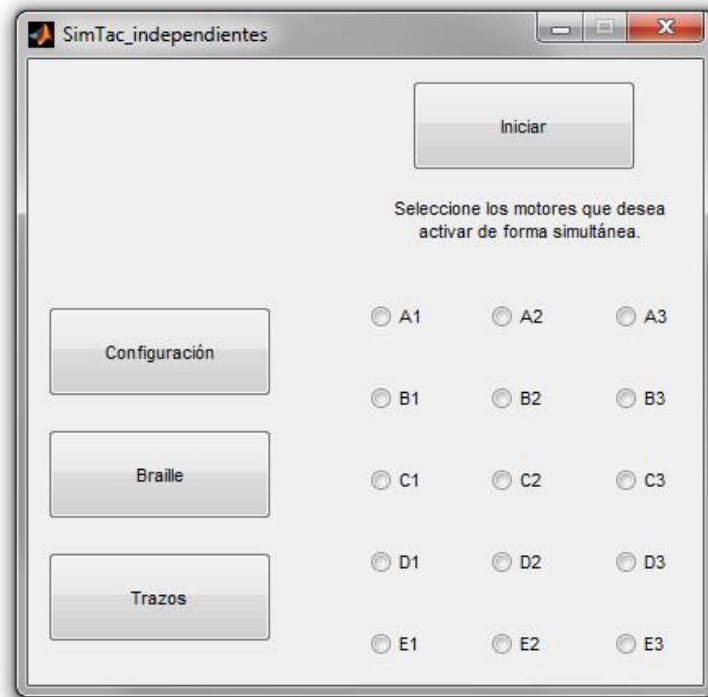 SimTac_independientes
Iniciar
Seleccione los motores que desea
activar de forma simultánea.
Configuración
Braille
Trazos
A1 A2 A3
B1 B2 B3
C1 C2 C3
D1 D2 D3
E1 E2 E3